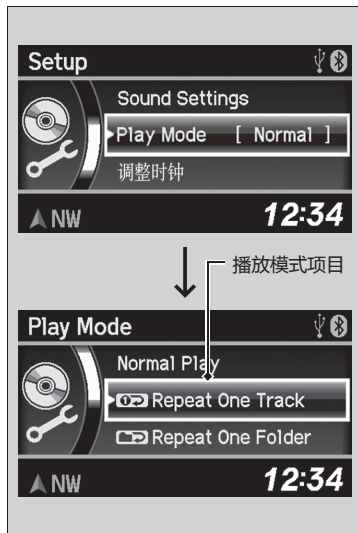 Setup
Sound Settings
Play Mode [ Normal ]
调整时钟
NW
12:34
播放模式项目
Play Mode
Normal Play
Repeat One Track
Repeat One Folder
NW
12:34